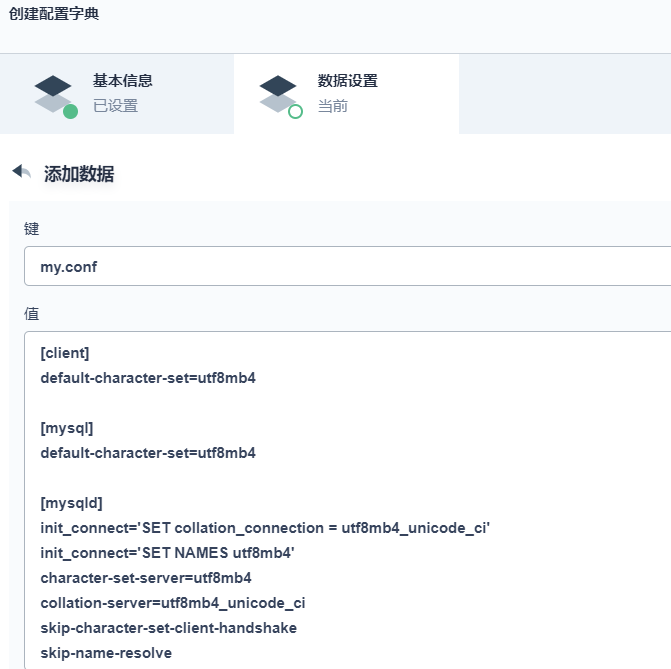 创建配置字典
基本信息
已设置
数据设置
当前
添加数据
键
my.conf
值
[client]
default-character-set=utf8mb4
[mysql]
default-character-set=utf8mb4
[mysqld]
init_connect='SET collation_connection = utf8mb4_unicode_ci'
init_connect='SET NAMES utf8mb4'
character-set-server=utf8mb4
collation-server=utf8mb4_unicode_ci
skip-character-set-client-handshake
skip-name-resolve